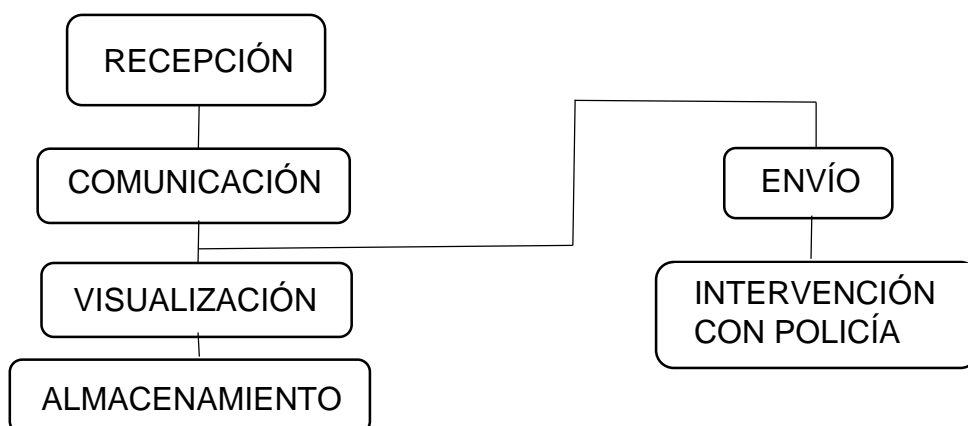 RECEPCIÓN
COMUNICACIÓN
VISUALIZACIÓN
ALMACENAMIENTO
ENVÍO
INTERVENCIÓN
CON POLICÍA